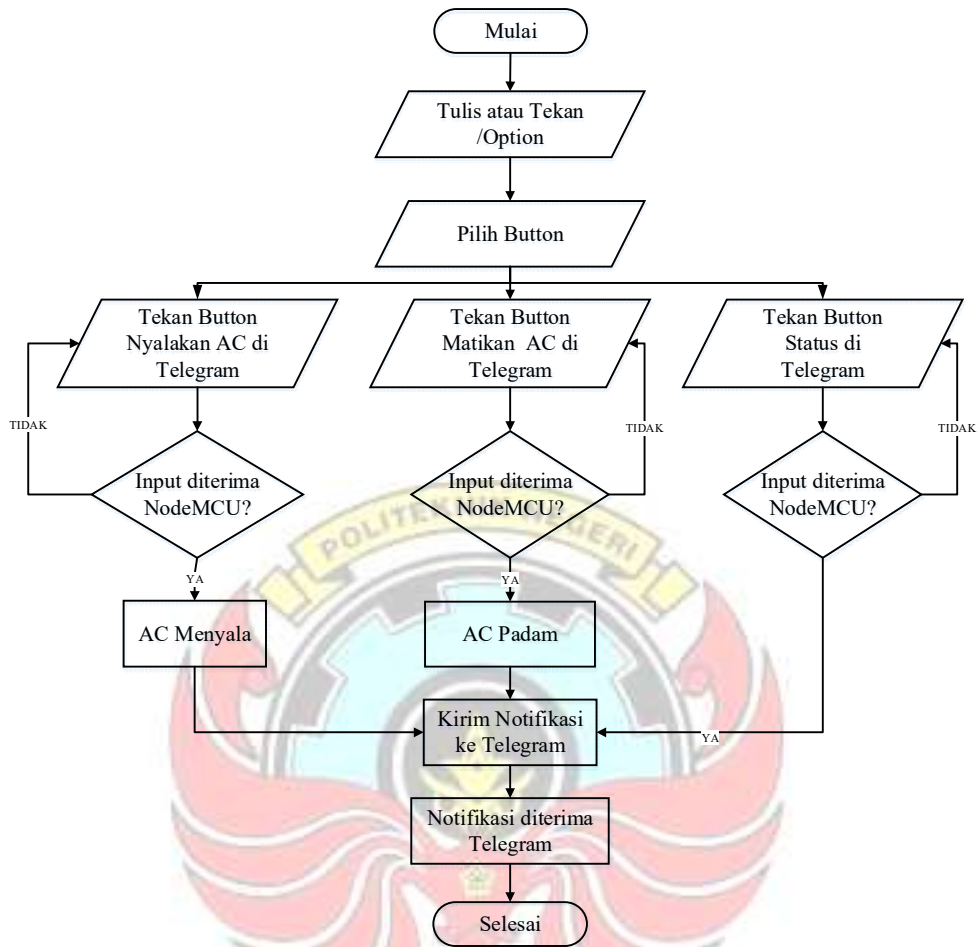 Mulai
Tulis atau Tekan
/Option
Pilih Button
Tekan Button
Nyalakan AC di
Telegram
Tekan Button
Matikan AC di
Telegram
Tekan Button
Status di
Telegram
TIDAK
TIDAK
TIDAK
Input diterima
NodeMCU?
Input diterima
NodeMCU?
Input diterima
NodeMCU?
POLITEKNIK NEGERI
YA
YA
AC Menyala
AC Padam
Kirim Notifikasi
ke Telegram
YA
Notifikasi diterima
Telegram
Selesai